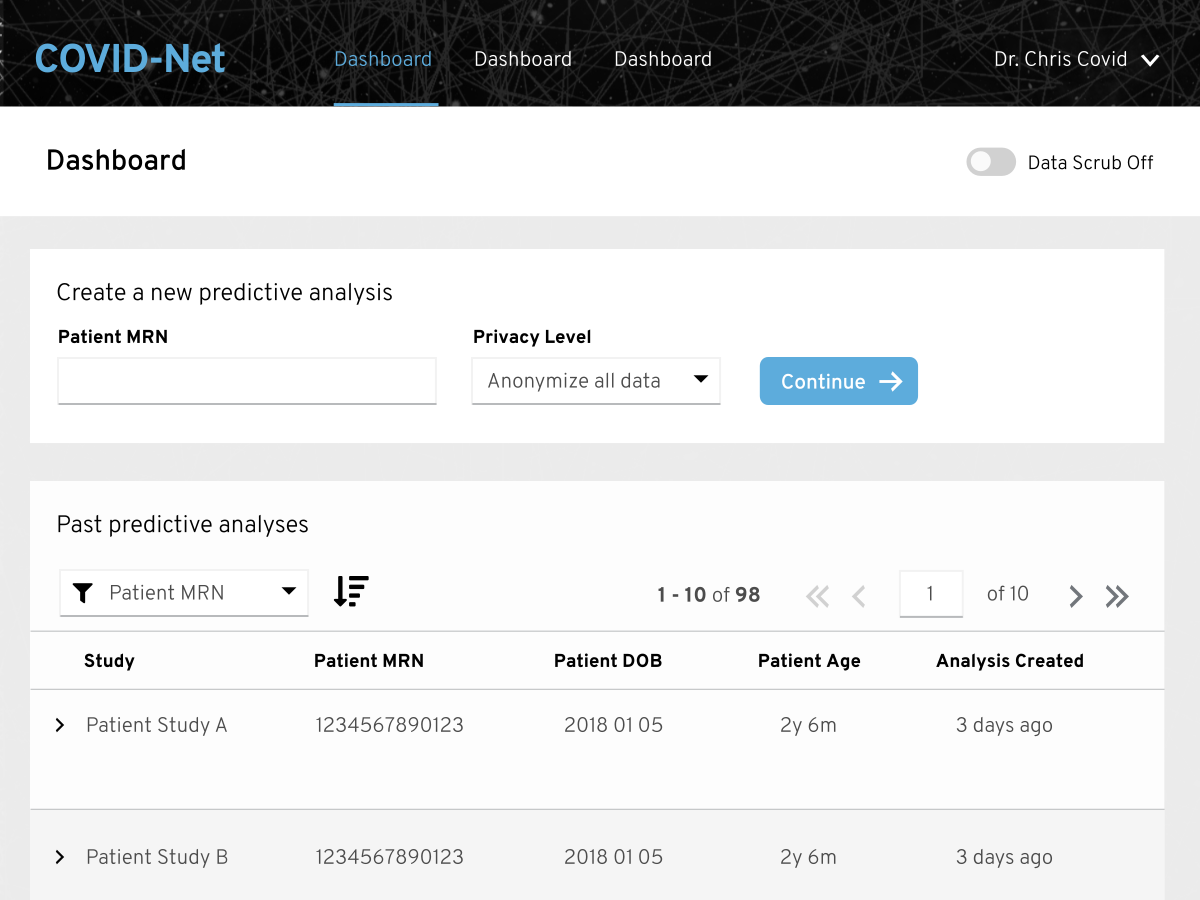 COVID-Net Dashboard Dashboard Dashboard Dr. Chris Covid
Dashboard Data Scrub Off
Create a new predictive analysis
Patient MRN Privacy Level
Anonymize all data Continue
Past predictive analyses
Patient MRN 1 - 10 of 98 1 of 10
Study Patient MRN Patient DOB Patient Age Analysis Created
Patient Study A 1234567890123 2018 01 05 2y 6m 3 days ago
Patient Study B 1234567890123 2018 01 05 2y 6m 3 days ago